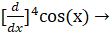 [d/dx]⁴cos(x) →